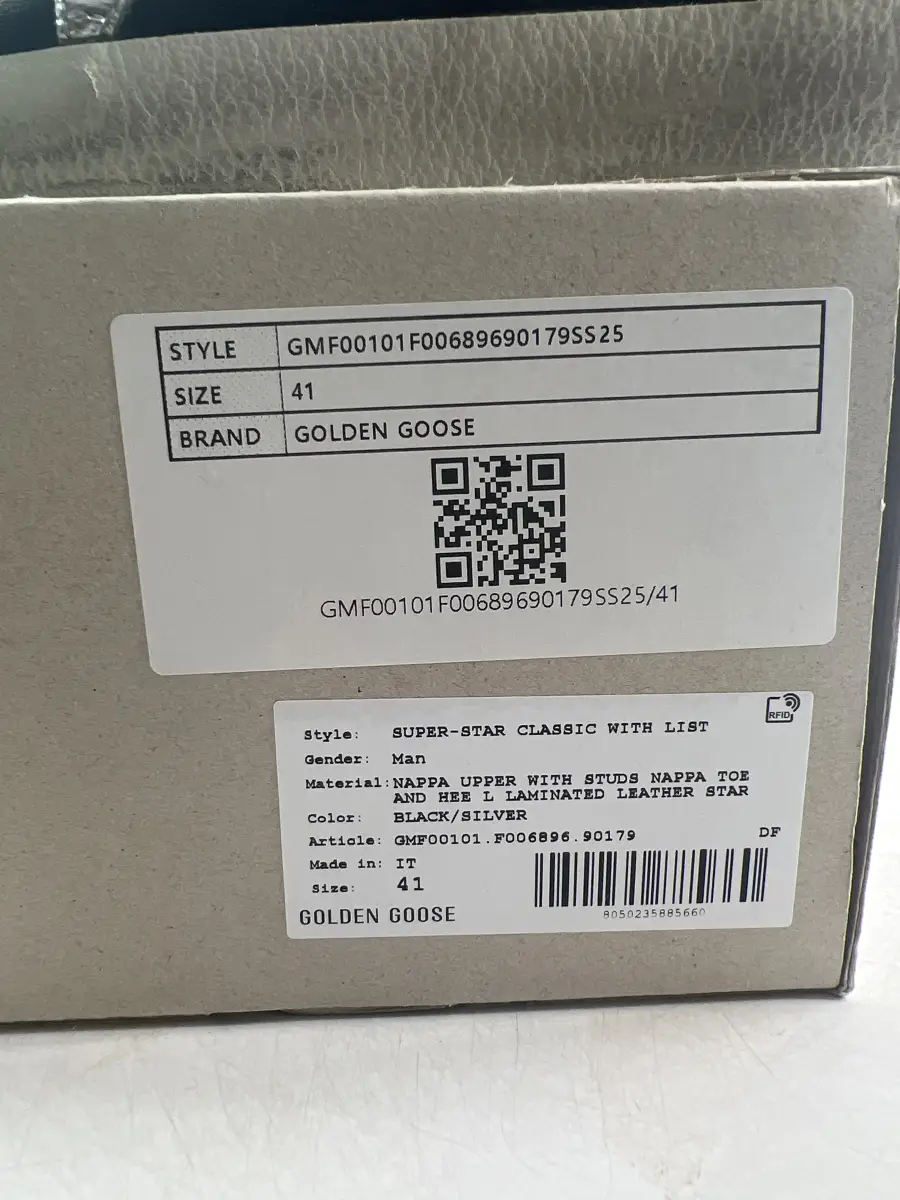 STYLE GMF00101F00689690179SS25
SIZE 41
BRAND GOLDEN GOOSE
GMF00101F00689690179SS25/41
RFID
Style: SUPER-STAR CLASSIC WITH LIST
Gender: Man
Material: NAPPA UPPER WITH STUDS NAPPA TOE
AND HEE L LAMINATED LEATHER STAR
Color: BLACK/SILVER
Article: GMF00101.F006896.90179 DF
Made in: IT
Size: 41
8050235885660
GOLDEN GOOSE